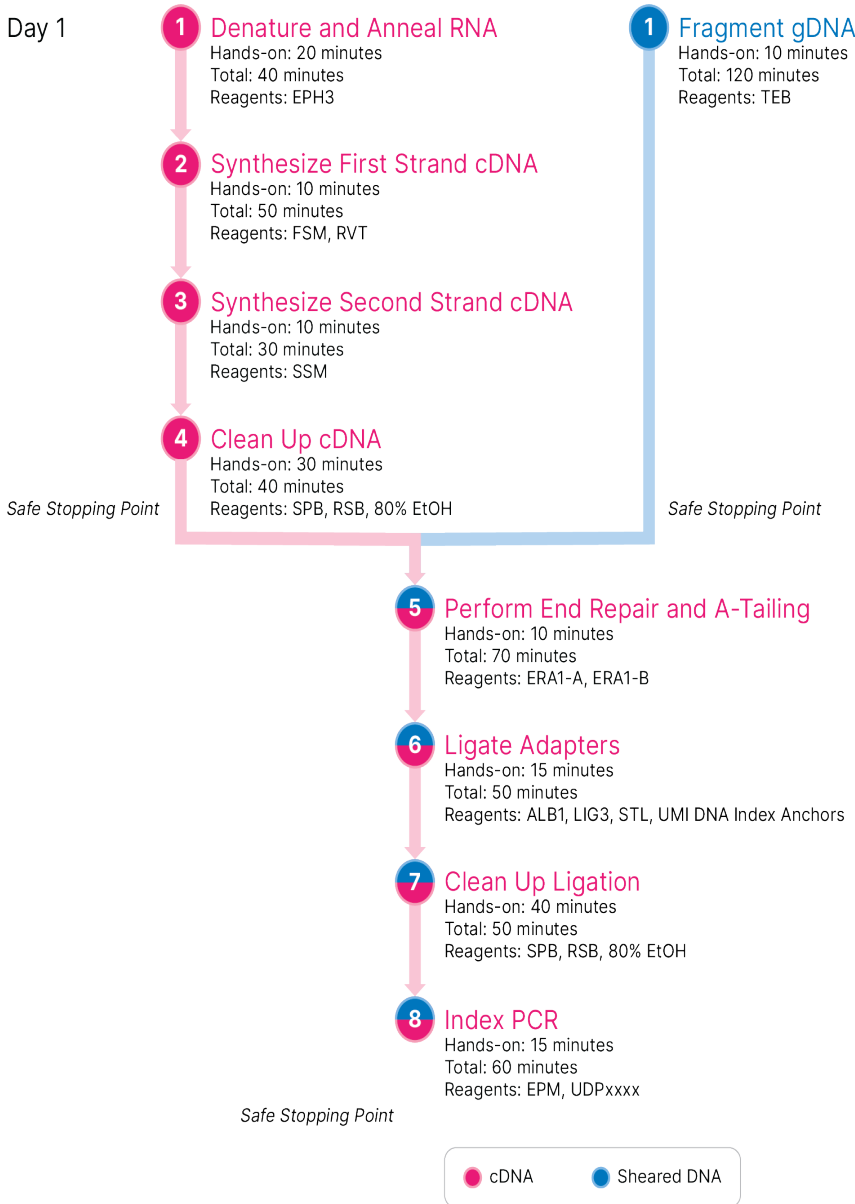 Day 1
1
Denature and Anneal RNA
Hands-on: 20 minutes
Total: 40 minutes
Reagents: EPH3
1
Fragment gDNA
Hands-on: 10 minutes
Total: 120 minutes
Reagents: TEB
2
Synthesize First Strand cDNA
Hands-on: 10 minutes
Total: 50 minutes
Reagents: FSM, RVT
3
Synthesize Second Strand cDNA
Hands-on: 10 minutes
Total: 30 minutes
Reagents: SSM
4
Clean Up cDNA
Hands-on: 30 minutes
Total: 40 minutes
Reagents: SPB, RSB, 80% EtOH
Safe Stopping Point
Safe Stopping Point
5
Perform End Repair and A-Tailing
Hands-on: 10 minutes
Total: 70 minutes
Reagents: ERA1-A, ERA1-B
6
Ligate Adapters
Hands-on: 15 minutes
Total: 50 minutes
Reagents: ALB1, LIG3, STL, UMI DNA Index Anchors
7
Clean Up Ligation
Hands-on: 40 minutes
Total: 50 minutes
Reagents: SPB, RSB, 80% EtOH
8
Index PCR
Hands-on: 15 minutes
Total: 60 minutes
Reagents: EPM, UDPxxxx
Safe Stopping Point
cDNA
Sheared DNA